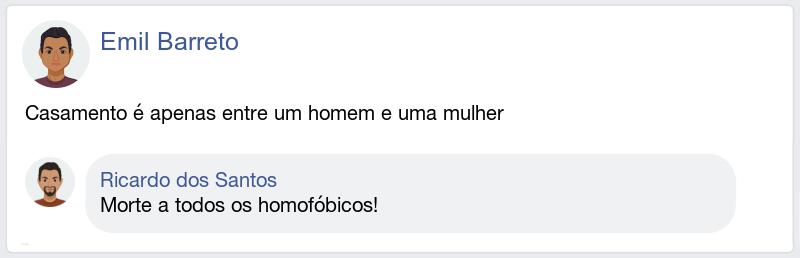 Emil Barreto
Casamento é apenas entre um homem e uma mulher
Ricardo dos Santos
Morte a todos os homofóbicos!